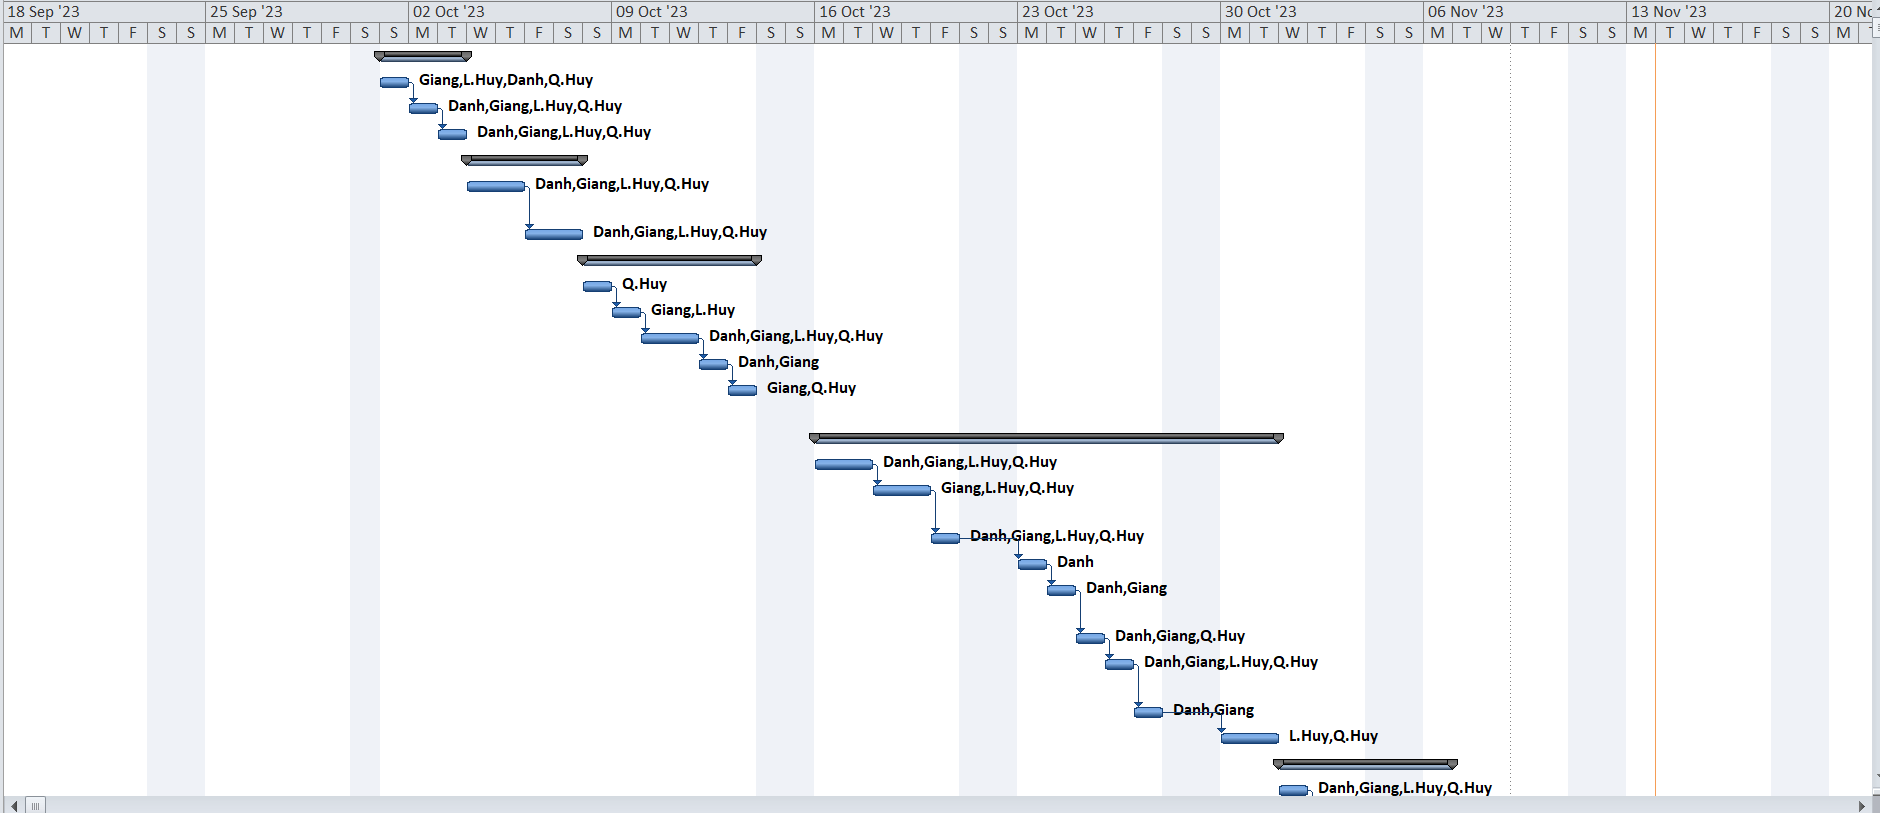 18 Sep '23 25 Sep '23 02 Oct '23 09 Oct '23 16 Oct '23 23 Oct '23 30 Oct '23 06 Nov '23 13 Nov '23 20 No
M T W T F S S M T W T F S S M T W T F S S M T W T F S S M T W T F S S M T W T F S S M T W T F S S M T W T F S S M T W T F S S M T
Giang,L.Huy,Danh,Q.Huy
Danh,Giang,L.Huy,Q.Huy
Danh,Giang,L.Huy,Q.Huy
Danh,Giang,L.Huy,Q.Huy
Danh,Giang,L.Huy,Q.Huy
Q.Huy
Giang,L.Huy
Danh,Giang,L.Huy,Q.Huy
Danh,Giang
Giang,Q.Huy
Danh,Giang,L.Huy,Q.Huy
Giang,L.Huy,Q.Huy
Danh,Giang,L.Huy,Q.Huy
Danh
Danh,Giang
Danh,Giang,Q.Huy
Danh,Giang,L.Huy,Q.Huy
Danh,Giang
L.Huy,Q.Huy
Danh,Giang,L.Huy,Q.Huy